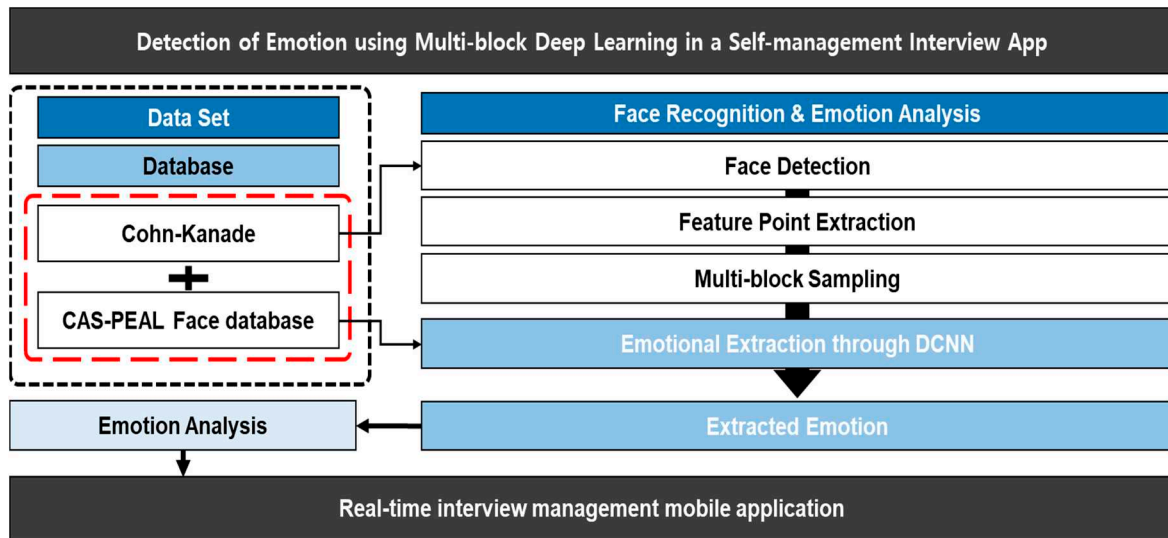 Detection of Emotion using Multi-block Deep Learning in a Self-management Interview App
Data Set
Database
Cohn-Kanade
+
CAS-PEAL Face database
Face Recognition & Emotion Analysis
Face Detection
Feature Point Extraction
Multi-block Sampling
Emotional Extraction through DCNN
Extracted Emotion
Emotion Analysis
Real-time interview management mobile application